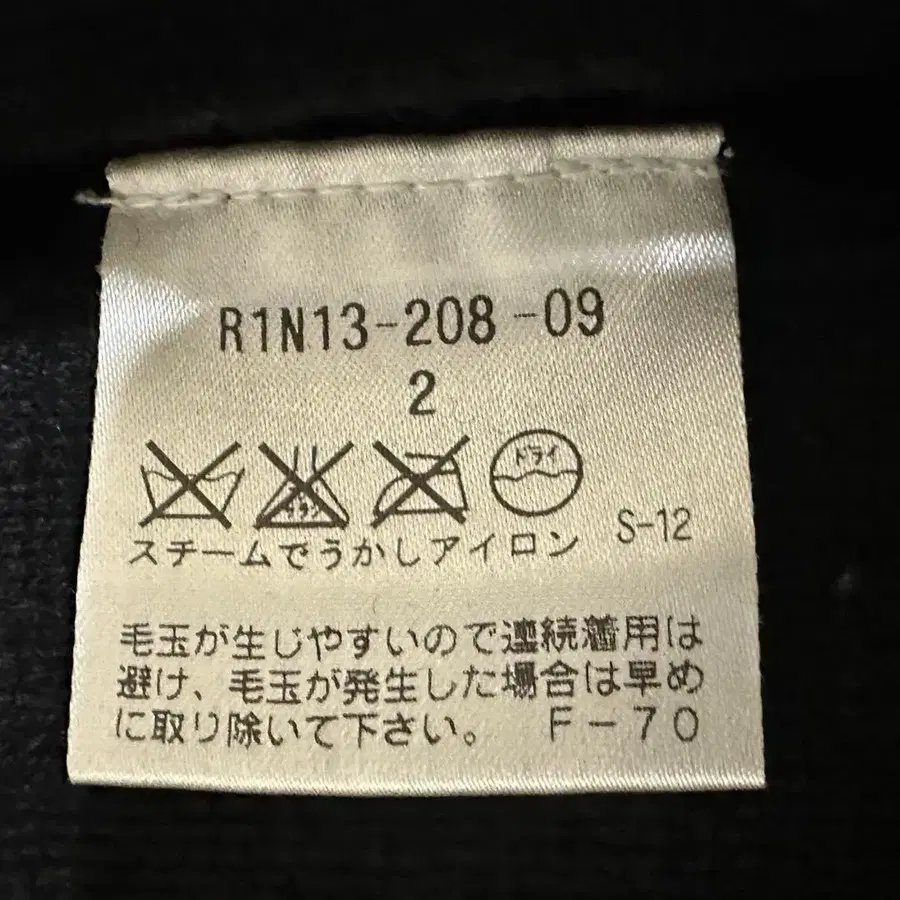 R1N13-208-09
2
エンソ
ドライ
スチームでうかしアイロン S-12
毛玉が生じやすいので連続着用は
避け、毛玉が発生した場合は早め
に取り除いて下さい。 F-70